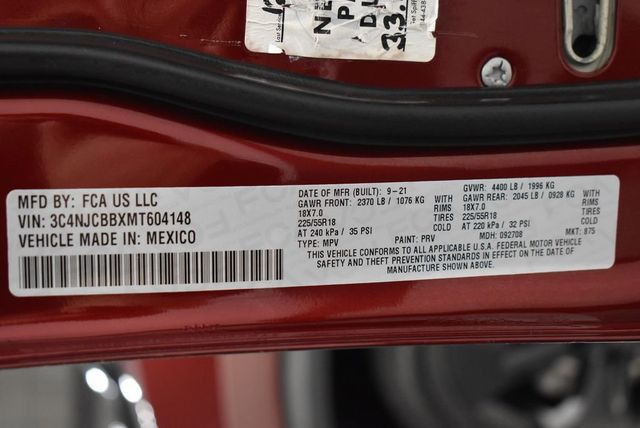 NE
P
DU
33.
MFD BY: FCA US LLC
VIN: 3C4NJCBBXMT604148
VEHICLE MADE IN: MEXICO
DATE OF MFR (BUILT): 9-21
GAWR FRONT: 2370 LB / 1076 KG
18X7.0 RIMS
225/55R18 TIRES
AT 240 kPa / 35 PSI COLD
TYPE: MPV PAINT: PRV
GVWR: 4400 LB / 1996 KG
GAWR REAR: 2045 LB / 0928 KG
18X7.0 RIMS
225/55R18 TIRES
AT 220 kPa / 32 PSI COLD
MDH: 092708 MKT: 875
THIS VEHICLE CONFORMS TO ALL APPLICABLE U.S.A. FEDERAL MOTOR VEHICLE
SAFETY AND THEFT PREVENTION STANDARDS IN EFFECT ON THE DATE OF
MANUFACTURE SHOWN ABOVE.